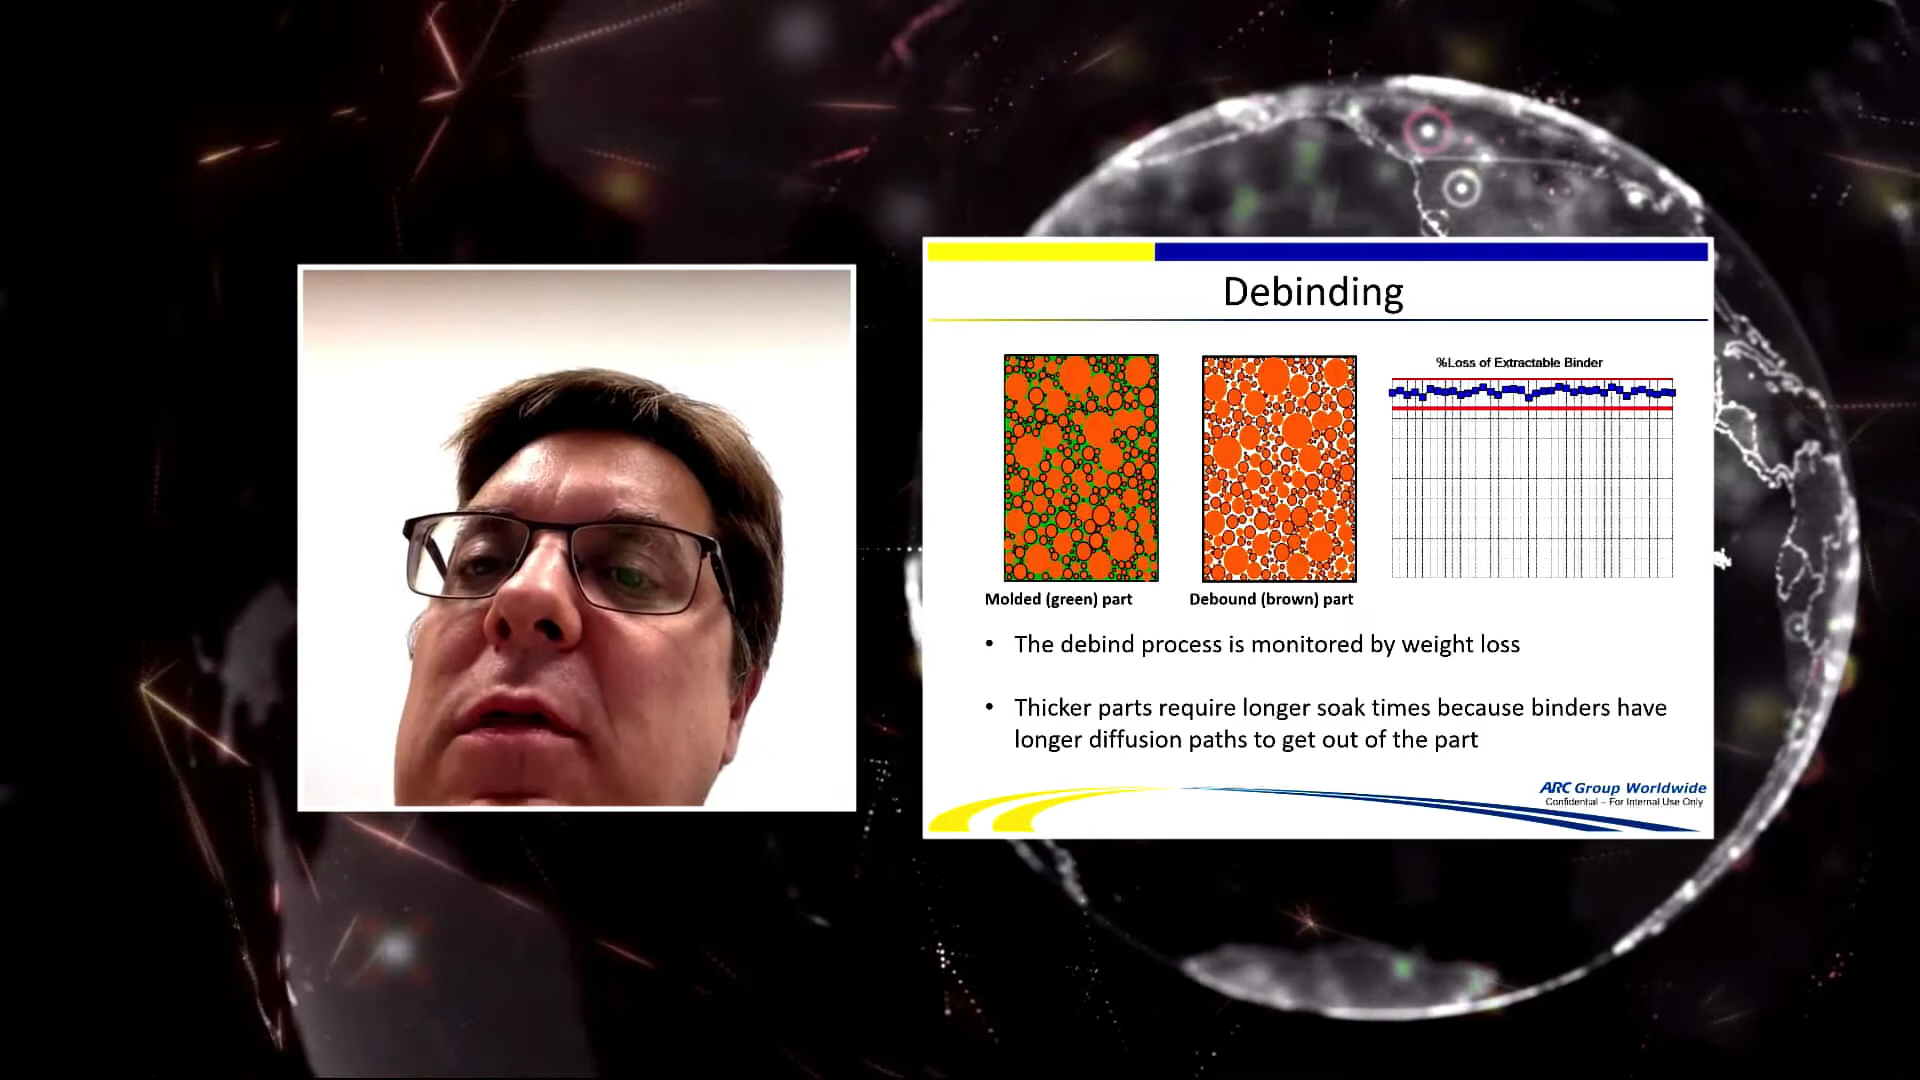 Debinding
%Loss of Extractable Binder
Molded (green) part
Debound (brown) part
• The debind process is monitored by weight loss
• Thicker parts require longer soak times because binders have
longer diffusion paths to get out of the part
ARC Group Worldwide
Confidential – For Internal Use Only